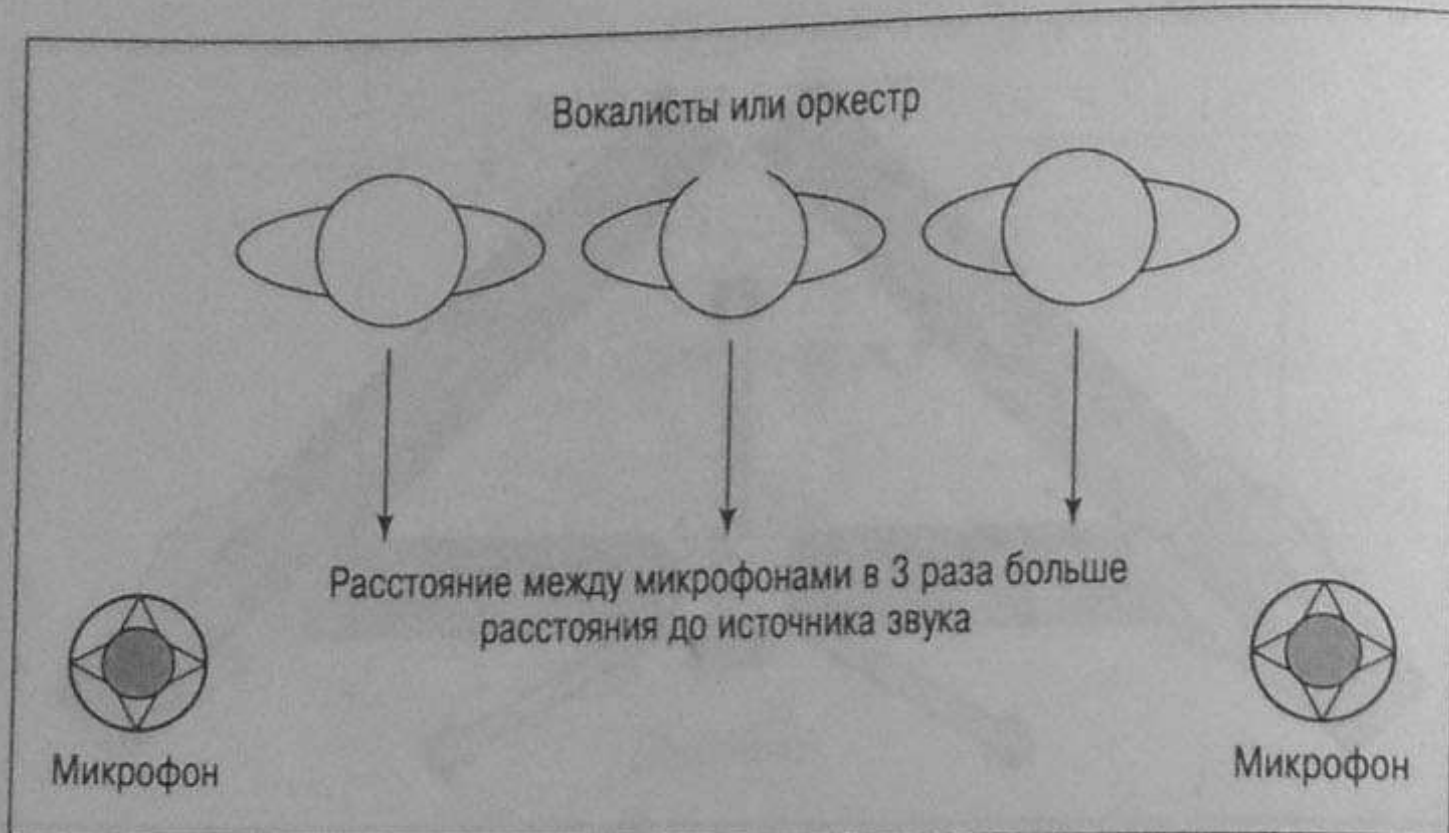 Вокалисты или оркестр
Расстояние между микрофонами в 3 раза больше
расстояния до источника звука
Микрофон
Микрофон